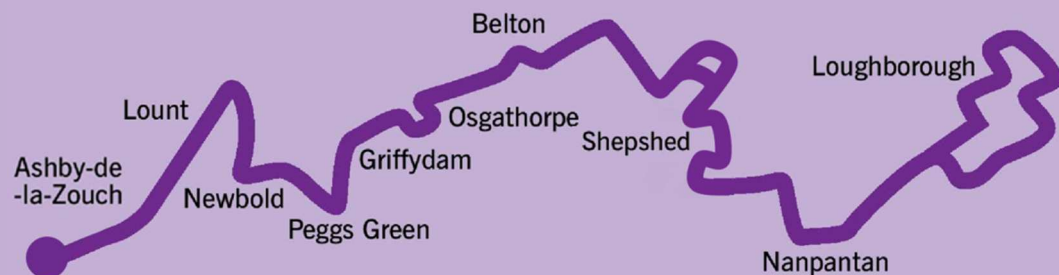 Belton
Loughborough
Lount
Osgathorpe
Shepshed
Griffydam
Ashby-de
-la-Zouch
Newbold
Peggs Green
Nanpantan